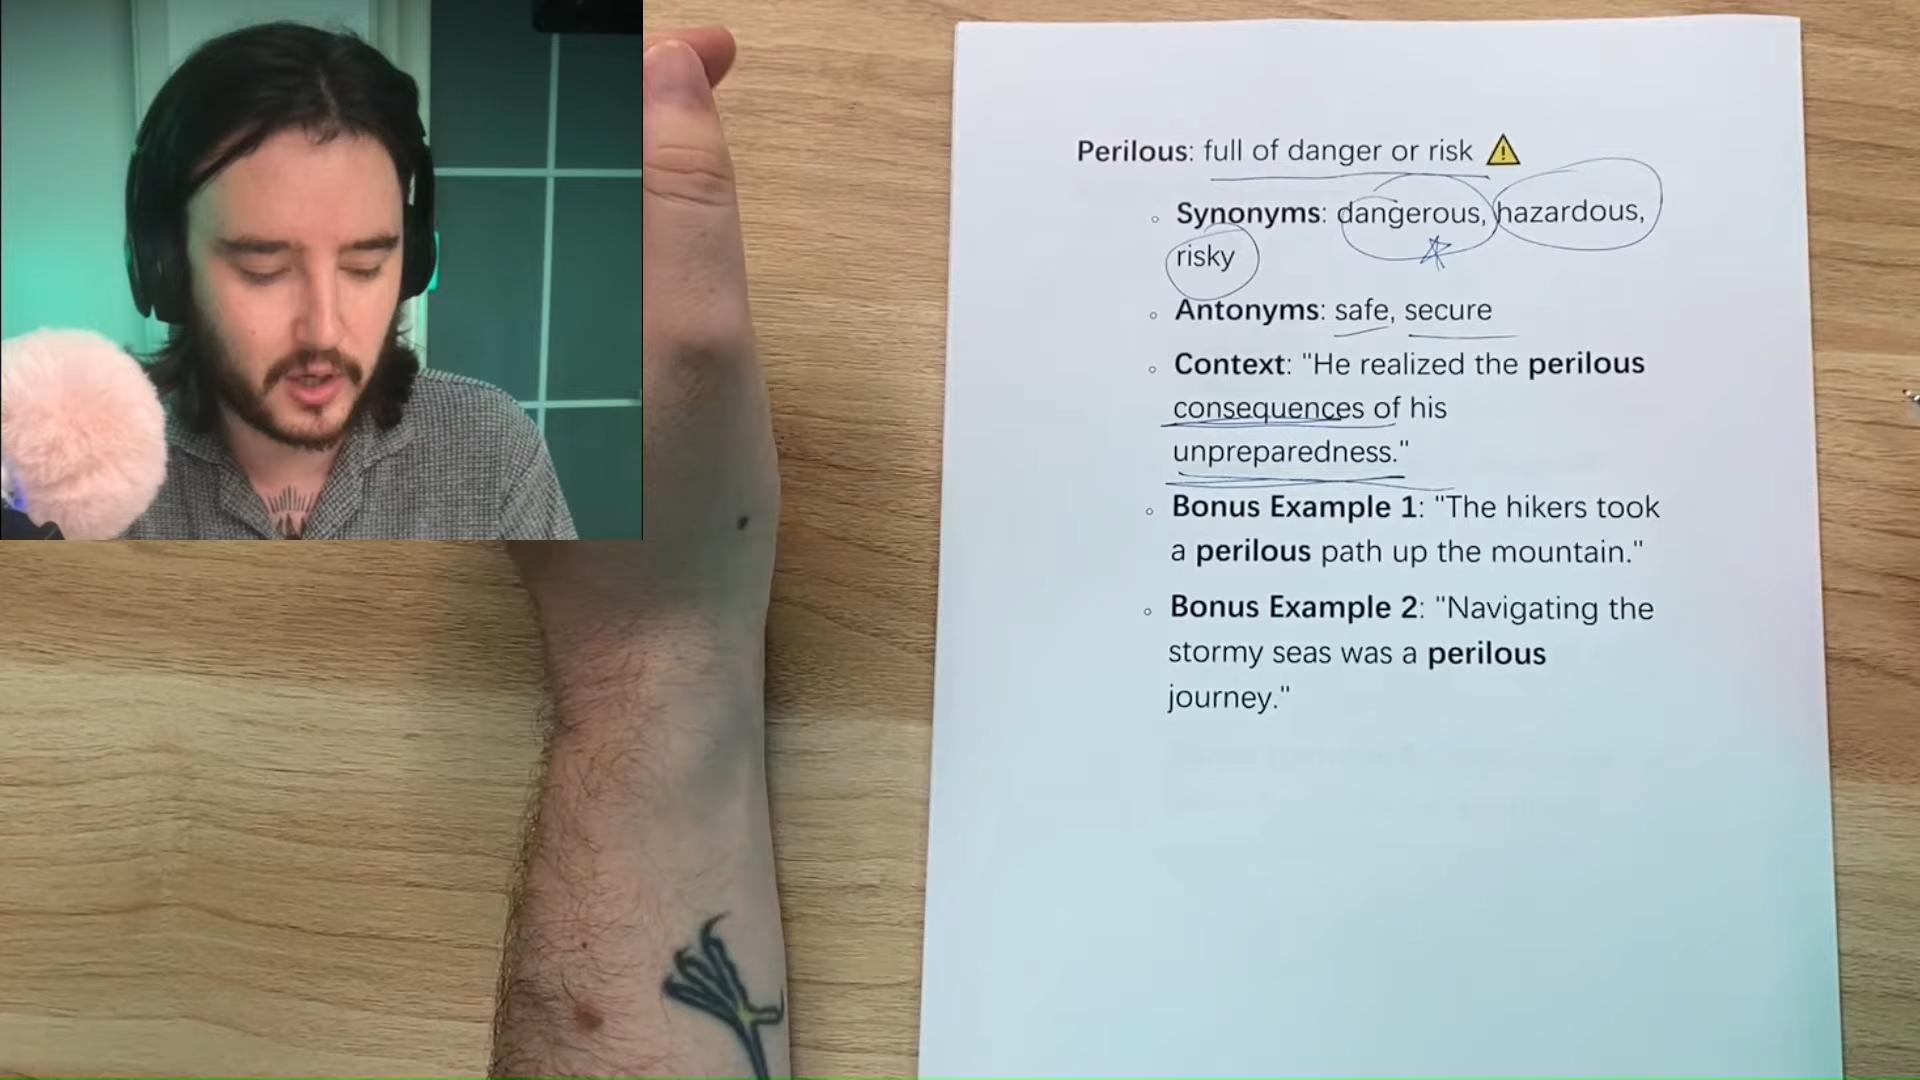 Perilous: full of danger or risk ⚠
Synonyms: dangerous, hazardous,
risky
Antonyms: safe, secure
Context: "He realized the perilous
consequences of his
unpreparedness."
Bonus Example 1: "The hikers took
a perilous path up the mountain."
Bonus Example 2: "Navigating the
stormy seas was a perilous
journey."